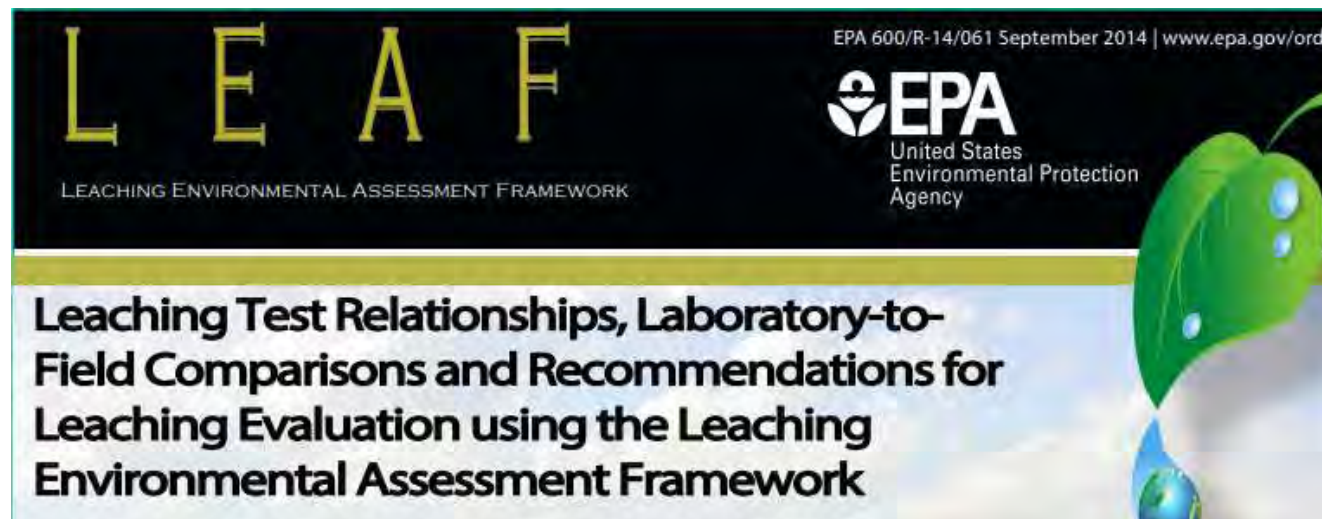 L E A F
LEACHING ENVIRONMENTAL ASSESSMENT FRAMEWORK
EPA 600/R-14/061 September 2014 | www.epa.gov/ord
EPA
United States
Environmental Protection
Agency
Leaching Test Relationships, Laboratory-to-
Field Comparisons and Recommendations for
Leaching Evaluation using the Leaching
Environmental Assessment Framework